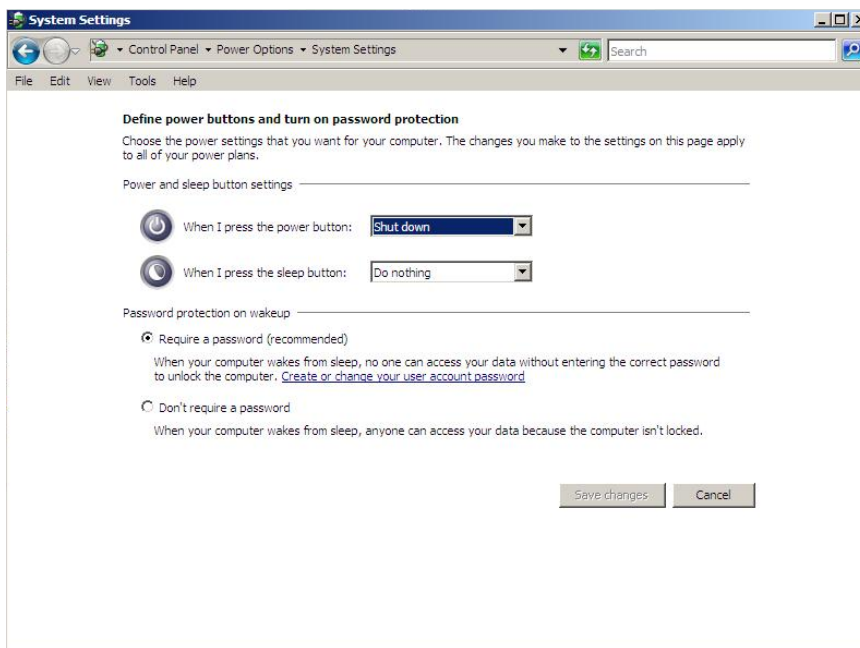 System Settings
Control Panel Power Options System Settings
Search
File Edit View Tools Help
Define power buttons and turn on password protection
Choose the power settings that you want for your computer. The changes you make to the settings on this page apply
to all of your power plans.
Power and sleep button settings
When I press the power button: Shut down
When I press the sleep button: Do nothing
Password protection on wakeup
Require a password (recommended)
When your computer wakes from sleep, no one can access your data without entering the correct password
to unlock the computer. Create or change your user account password
Don't require a password
When your computer wakes from sleep, anyone can access your data because the computer isn't locked.
Save changes Cancel